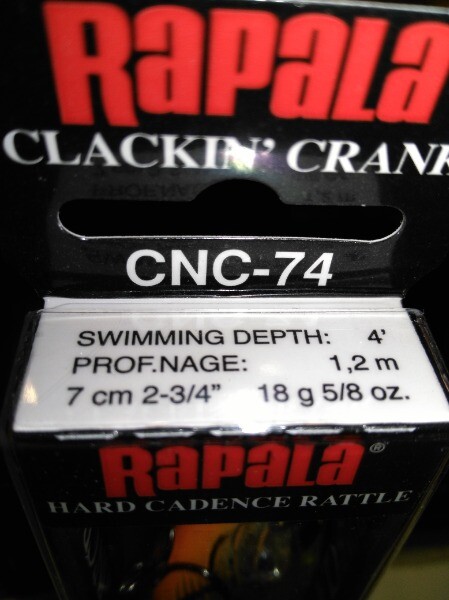 RAPALA
CLACKIN' CRANK
CNC-74
SWIMMING DEPTH: 4'
PROF.NAGE: 1,2 m
7 cm 2-3/4" 18 g 5/8 oz.
RAPALA®
HARD CADENCE RATTLE